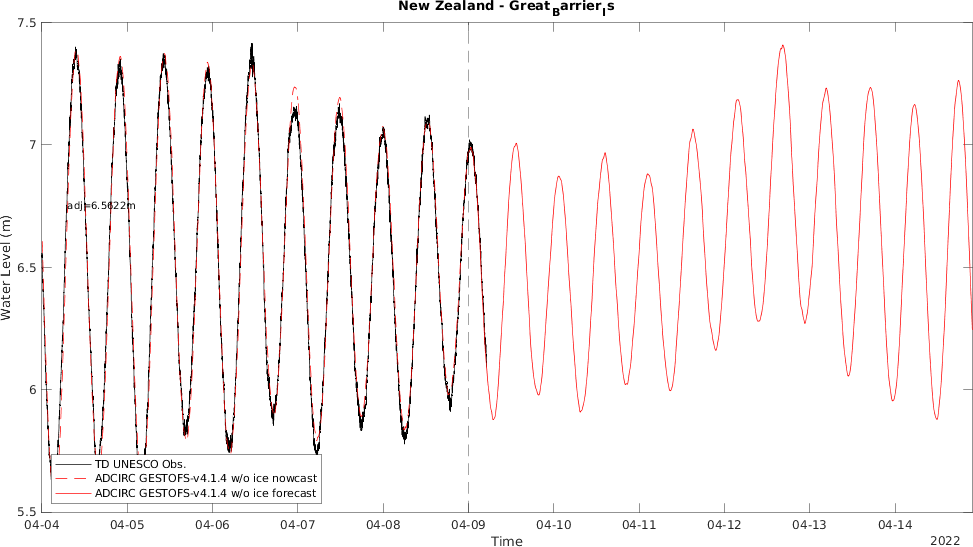 New Zealand - Great_Barrier_Is
7.5
7
6.5
6
5.5
Water Level (m)
adj=6.5622m
TD UNESCO Obs.
ADCIRC GESTOFS-v4.1.4 w/o ice nowcast
ADCIRC GESTOFS-v4.1.4 w/o ice forecast
04-04 04-05 04-06 04-07 04-08 04-09 04-10 04-11 04-12 04-13 04-14
Time
2022